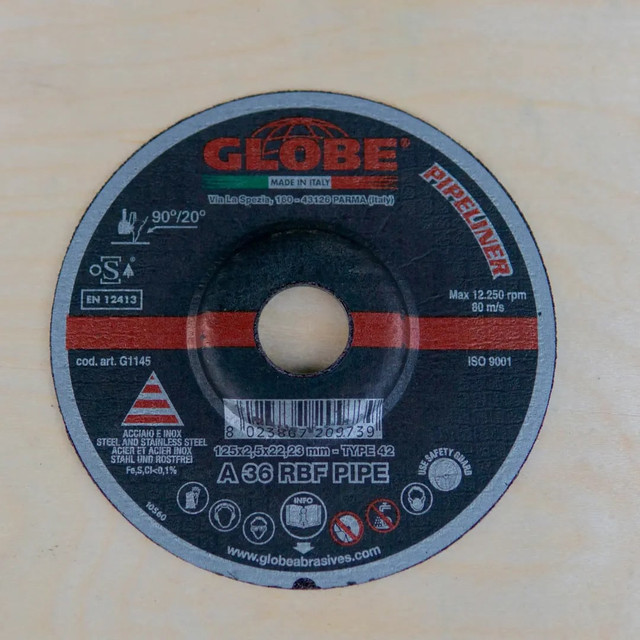 GLOBE®
MADE IN ITALY
Via La Spezia, 160 - 43126 PARMA (Italy)
PIPELINER
90°/20°
oSA
EN 12413
Max 12.250 rpm
80 m/s
cod. art. G1145
ISO 9001
ACCIAIO E INOX
STEEL AND STAINLESS STEEL
ACIER ET ACIER INOX
STAHL UND ROSTFREI
Fe,S,Cl<0,1%
8 023867 209739
125x2,5x22,23 mm - TYPE 42
A 36 RBF PIPE
USE SAFETY GUARD
10560
INFO
www.globeabrasives.com